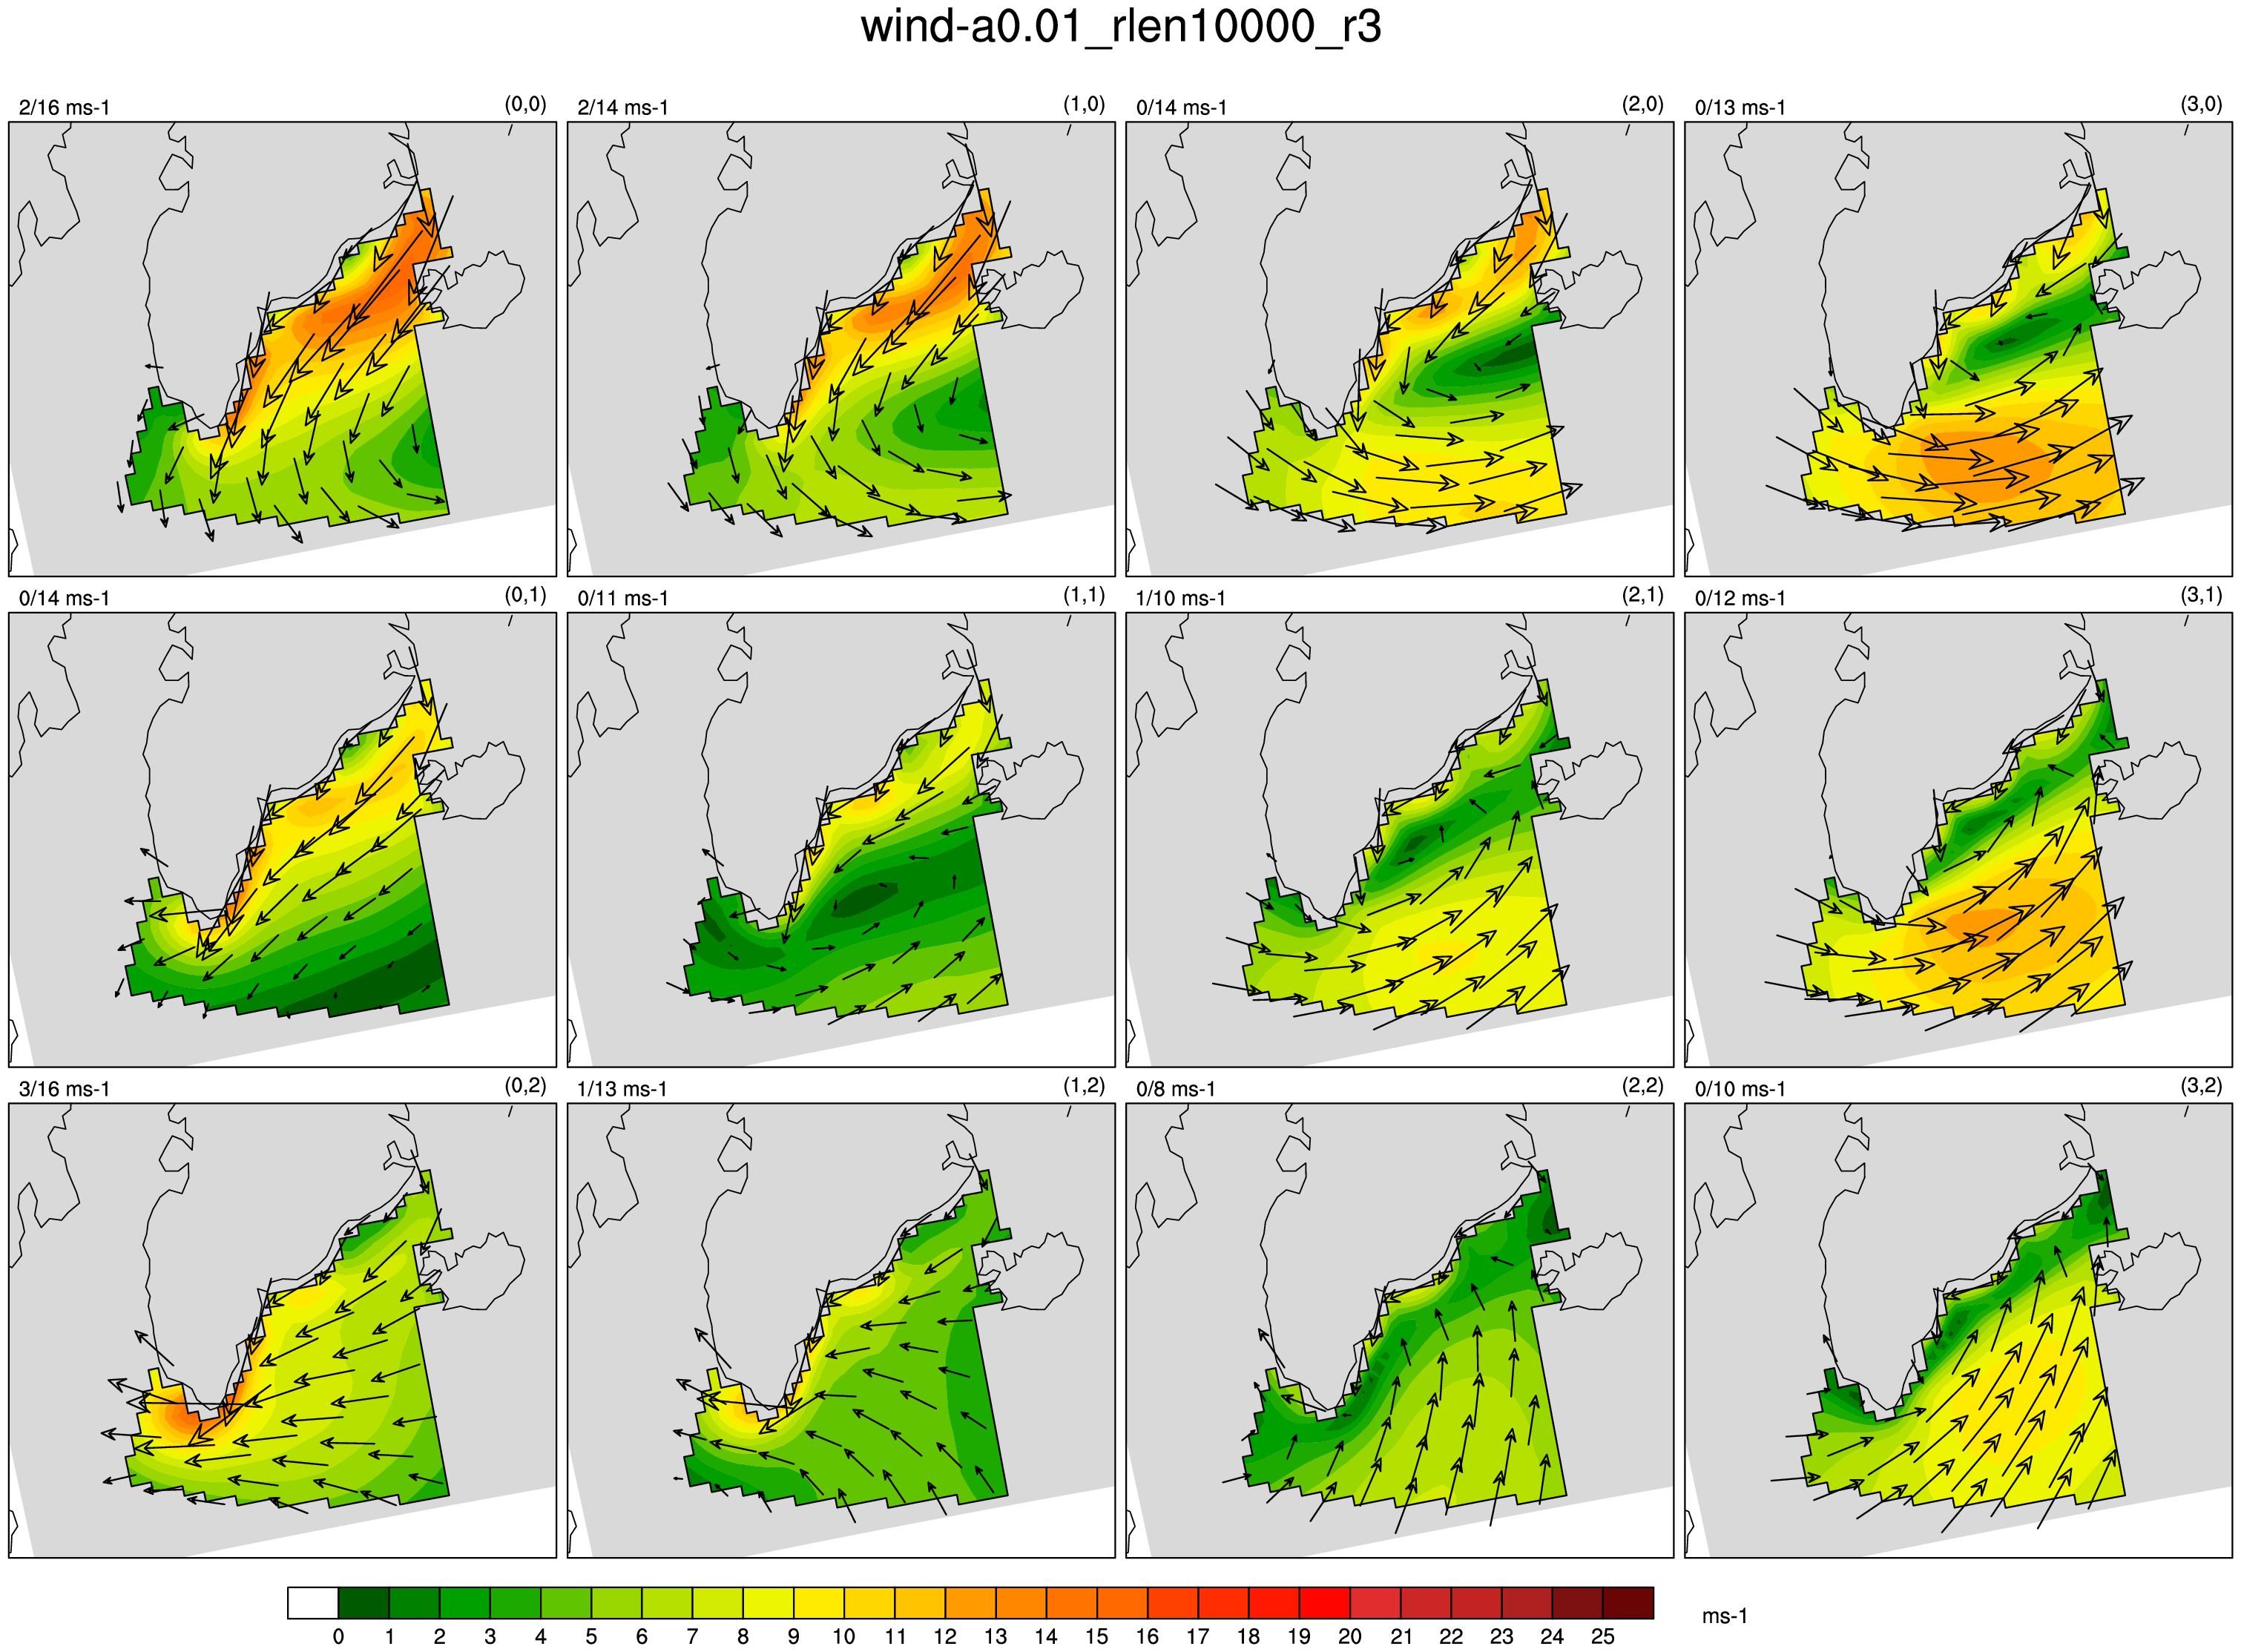 wind-a0.01_rlen10000_r3
2/16 ms-1 (0,0) 2/14 ms-1 (1,0) 0/14 ms-1 (2,0) 0/13 ms-1 (3,0)
0/14 ms-1 (0,1) 0/11 ms-1 (1,1) 1/10 ms-1 (2,1) 0/12 ms-1 (3,1)
3/16 ms-1 (0,2) 1/13 ms-1 (1,2) 0/8 ms-1 (2,2) 0/10 ms-1 (3,2)
0 1 2 3 4 5 6 7 8 9 10 11 12 13 14 15 16 17 18 19 20 21 22 23 24 25 ms-1